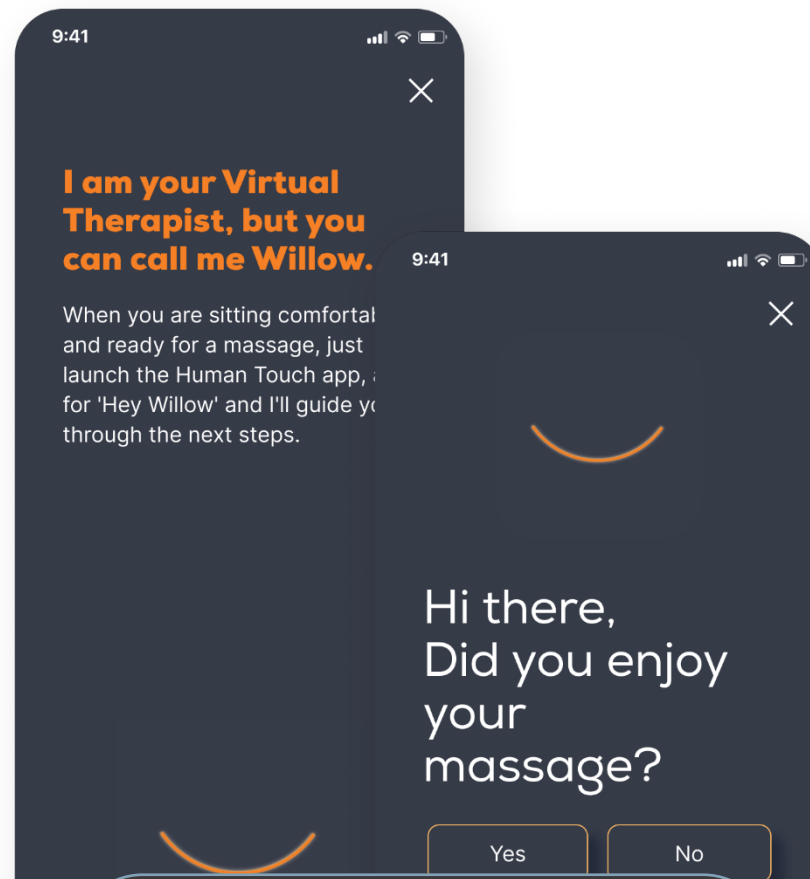 9:41
I am your Virtual
Therapist, but you
can call me Willow.
When you are sitting
and ready for a massage, just
launch the Human Touch app,
for 'Hey Willow' and I'll guide
through the next steps.
9:41
Hi there,
Did you enjoy
your
massage?
Yes
No